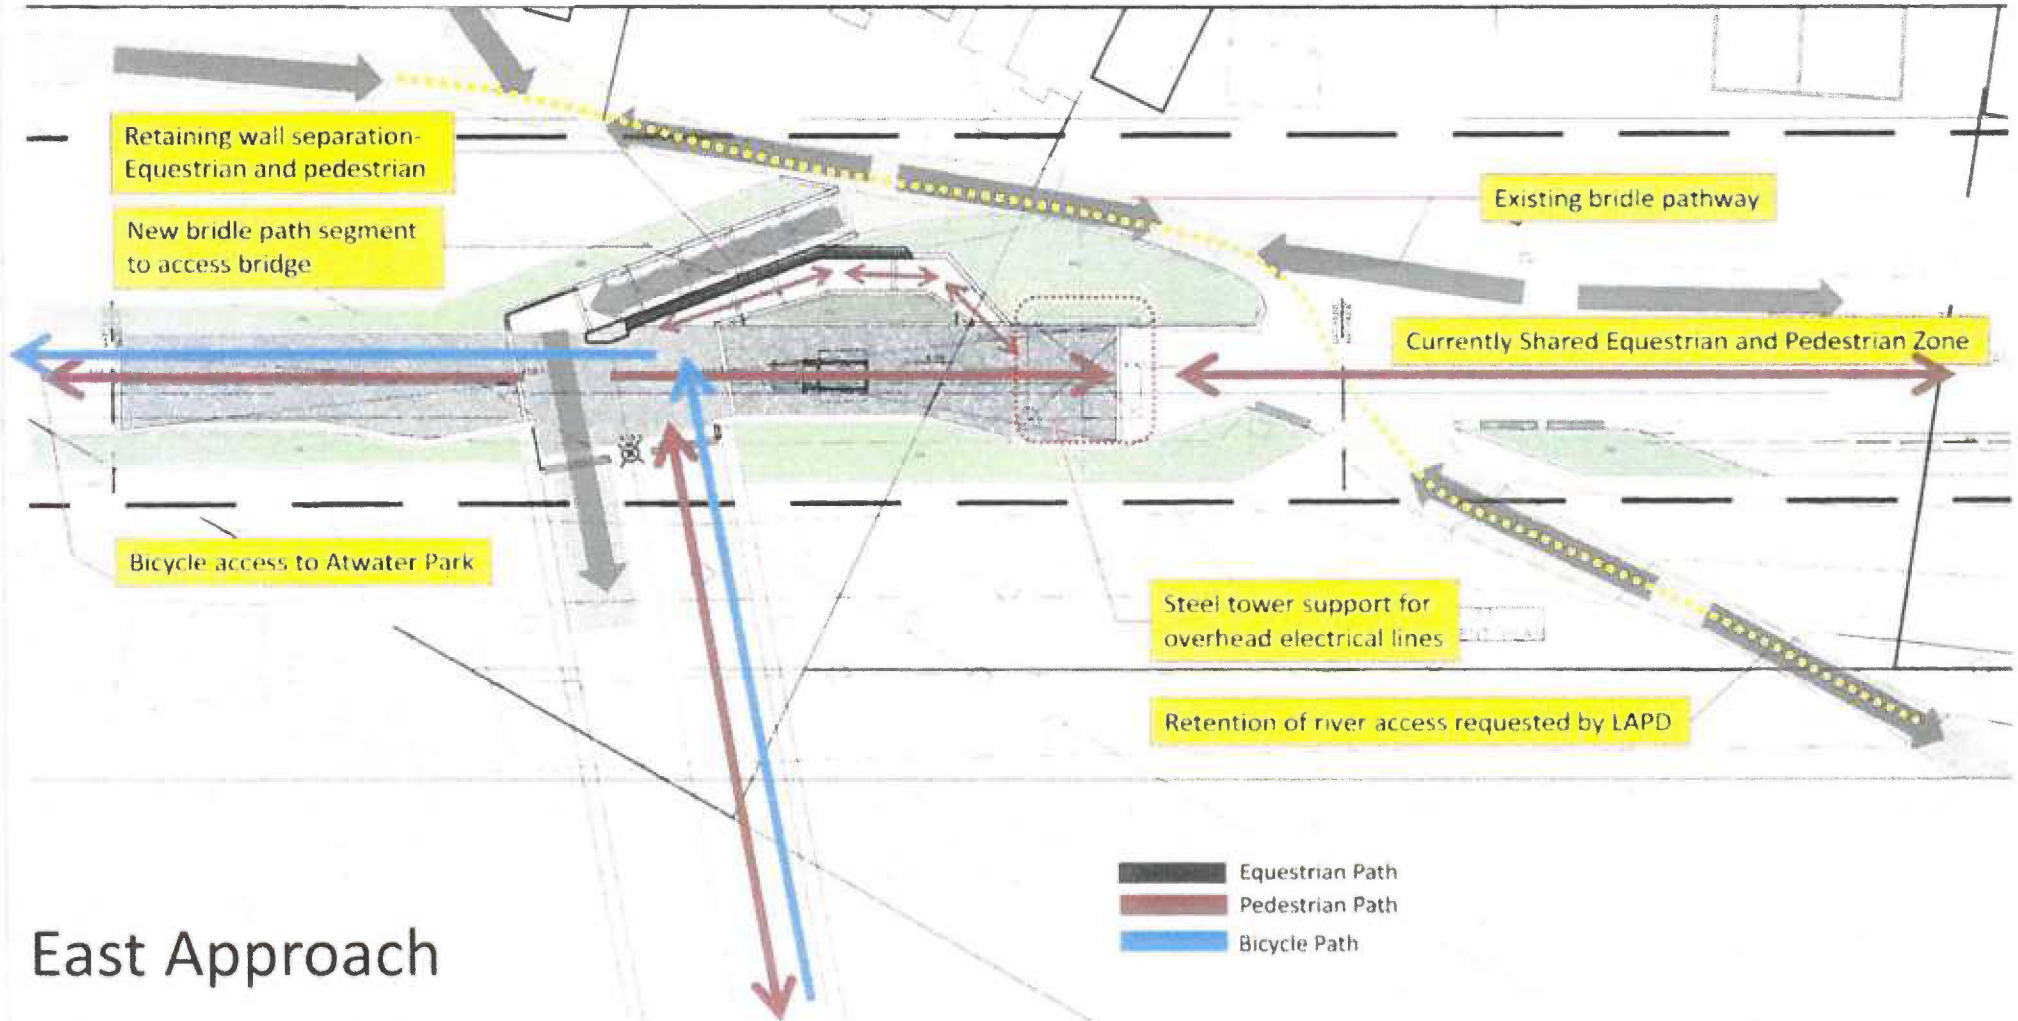 Retaining wall separation-
Equestrian and pedestrian
New bridle path segment
to access bridge
Existing bridle pathway
Currently Shared Equestrian and Pedestrian Zone
Bicycle access to Atwater Park
Steel tower support for
overhead electrical lines
Retention of river access requested by LAPD
Equestrian Path
Pedestrian Path
Bicycle Path
East Approach